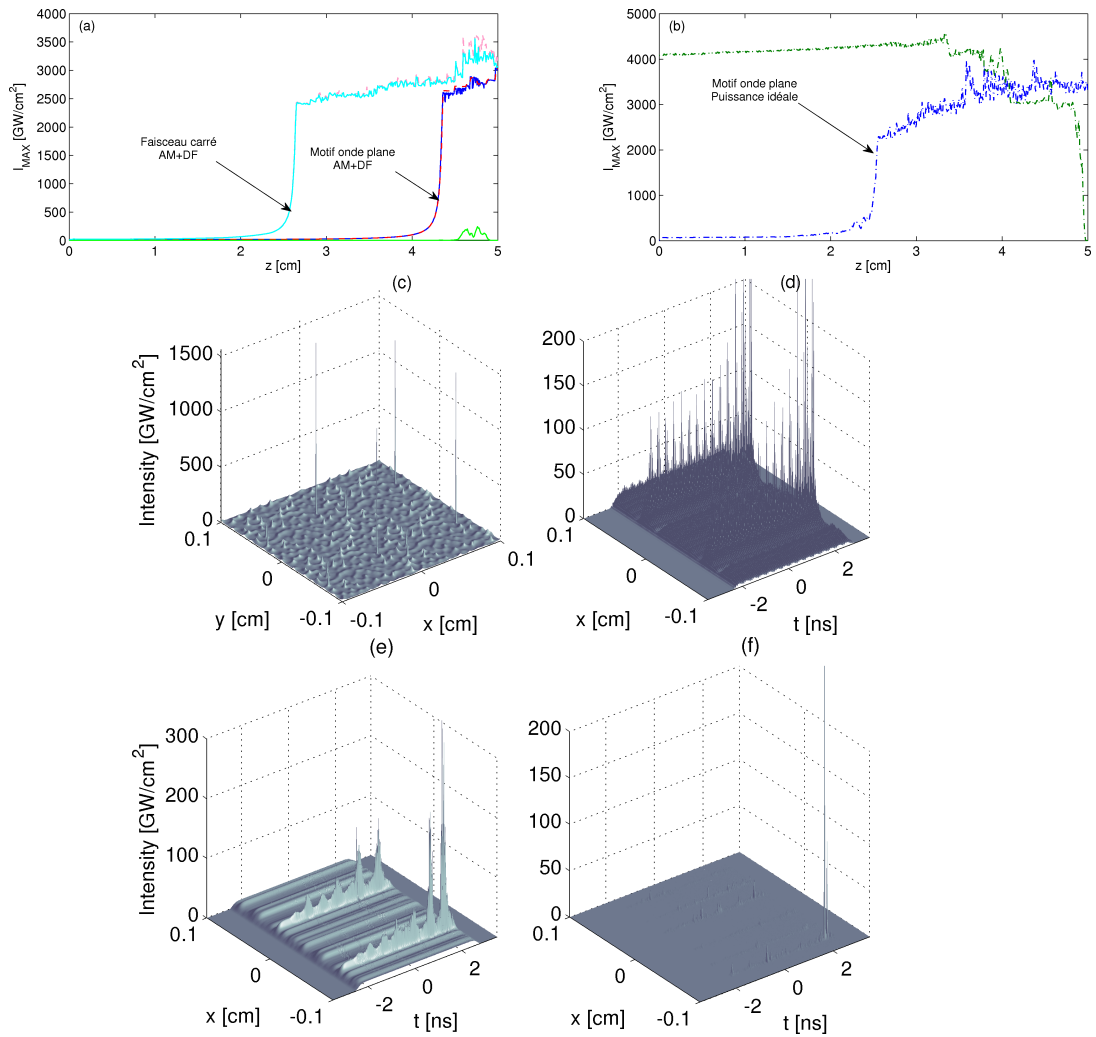 (a)
I_MAX [GW/cm²]
4000
3500
3000
2500
2000
1500
1000
500
0
Faisceau carré
AM+DF
Motif onde plane
AM+DF
0 1 2 3 4 5
z [cm]
(b)
I_MAX [GW/cm²]
5000
4000
3000
2000
1000
0
Motif onde plane
Puissance idéale
0 1 2 3 4 5
z [cm]
(c)
Intensity [GW/cm²]
1500
1000
500
0
0.1
0
-0.1
y [cm]
-0.1
0
0.1
x [cm]
(d)
200
150
100
50
0
0.1
0
-0.1
x [cm]
-2
0
2
t [ns]
(e)
Intensity [GW/cm²]
300
200
100
0
0.1
0
-0.1
x [cm]
-2
0
2
t [ns]
(f)
200
150
100
50
0
0.1
0
-0.1
x [cm]
-2
0
2
t [ns]